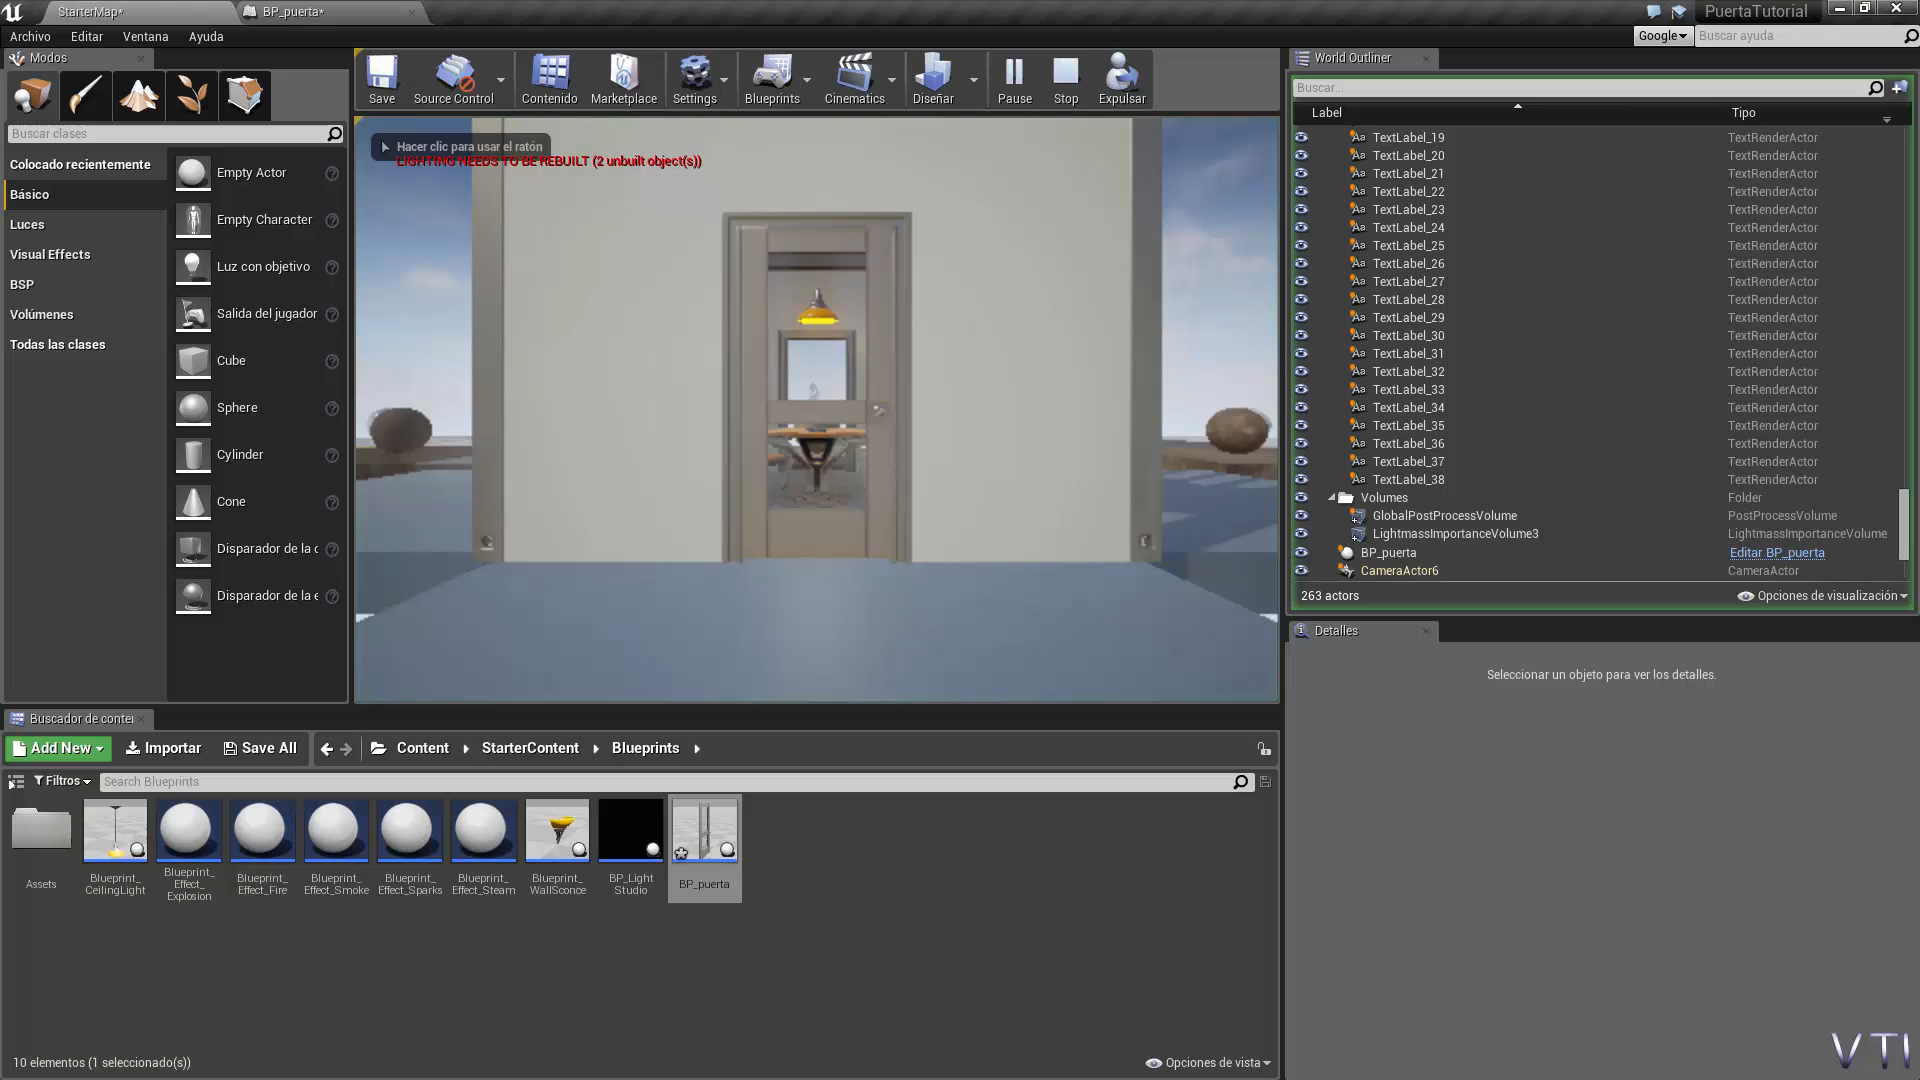 StarterMap*
BP_puerta*
PuertaTutorial
Archivo
Editar
Ventana
Ayuda
Google
Buscar ayuda
Modos
Buscar clases
Colocado recientemente
Básico
Luces
Visual Effects
BSP
Volúmenes
Todas las clases
Empty Actor
Empty Character
Luz con objetivo
Salida del jugador
Cube
Sphere
Cylinder
Cone
Disparador de la c
Disparador de la e
Save
Source Control
Contenido
Marketplace
Settings
Blueprints
Cinematics
Diseñar
Pause
Stop
Expulsar
Hacer clic para usar el ratón
LIGHTING NEEDS TO BE REBUILT (2 unbuilt object(s))
World Outliner
Buscar...
Label
Tipo
TextLabel_19 TextRenderActor
TextLabel_20 TextRenderActor
TextLabel_21 TextRenderActor
TextLabel_22 TextRenderActor
TextLabel_23 TextRenderActor
TextLabel_24 TextRenderActor
TextLabel_25 TextRenderActor
TextLabel_26 TextRenderActor
TextLabel_27 TextRenderActor
TextLabel_28 TextRenderActor
TextLabel_29 TextRenderActor
TextLabel_30 TextRenderActor
TextLabel_31 TextRenderActor
TextLabel_32 TextRenderActor
TextLabel_33 TextRenderActor
TextLabel_34 TextRenderActor
TextLabel_35 TextRenderActor
TextLabel_36 TextRenderActor
TextLabel_37 TextRenderActor
TextLabel_38 TextRenderActor
Volumes Folder
GlobalPostProcessVolume PostProcessVolume
LightmassImportanceVolume3 LightmassImportanceVolume
BP_puerta Editar BP_puerta
CameraActor6 CameraActor
263 actors
Opciones de visualización
Detalles
Seleccionar un objeto para ver los detalles.
Buscador de conter
Add New
Importar
Save All
Content
StarterContent
Blueprints
Filtros
Search Blueprints
Assets
Blueprint_
CeilingLight
Blueprint_
Effect_
Explosion
Blueprint_
Effect_Fire
Blueprint_
Effect_Smoke
Blueprint_
Effect_Sparks
Blueprint_
Effect_Steam
Blueprint_
WallSconce
BP_Light
Studio
BP_puerta
10 elementos (1 seleccionado(s))
Opciones de vista
VTI